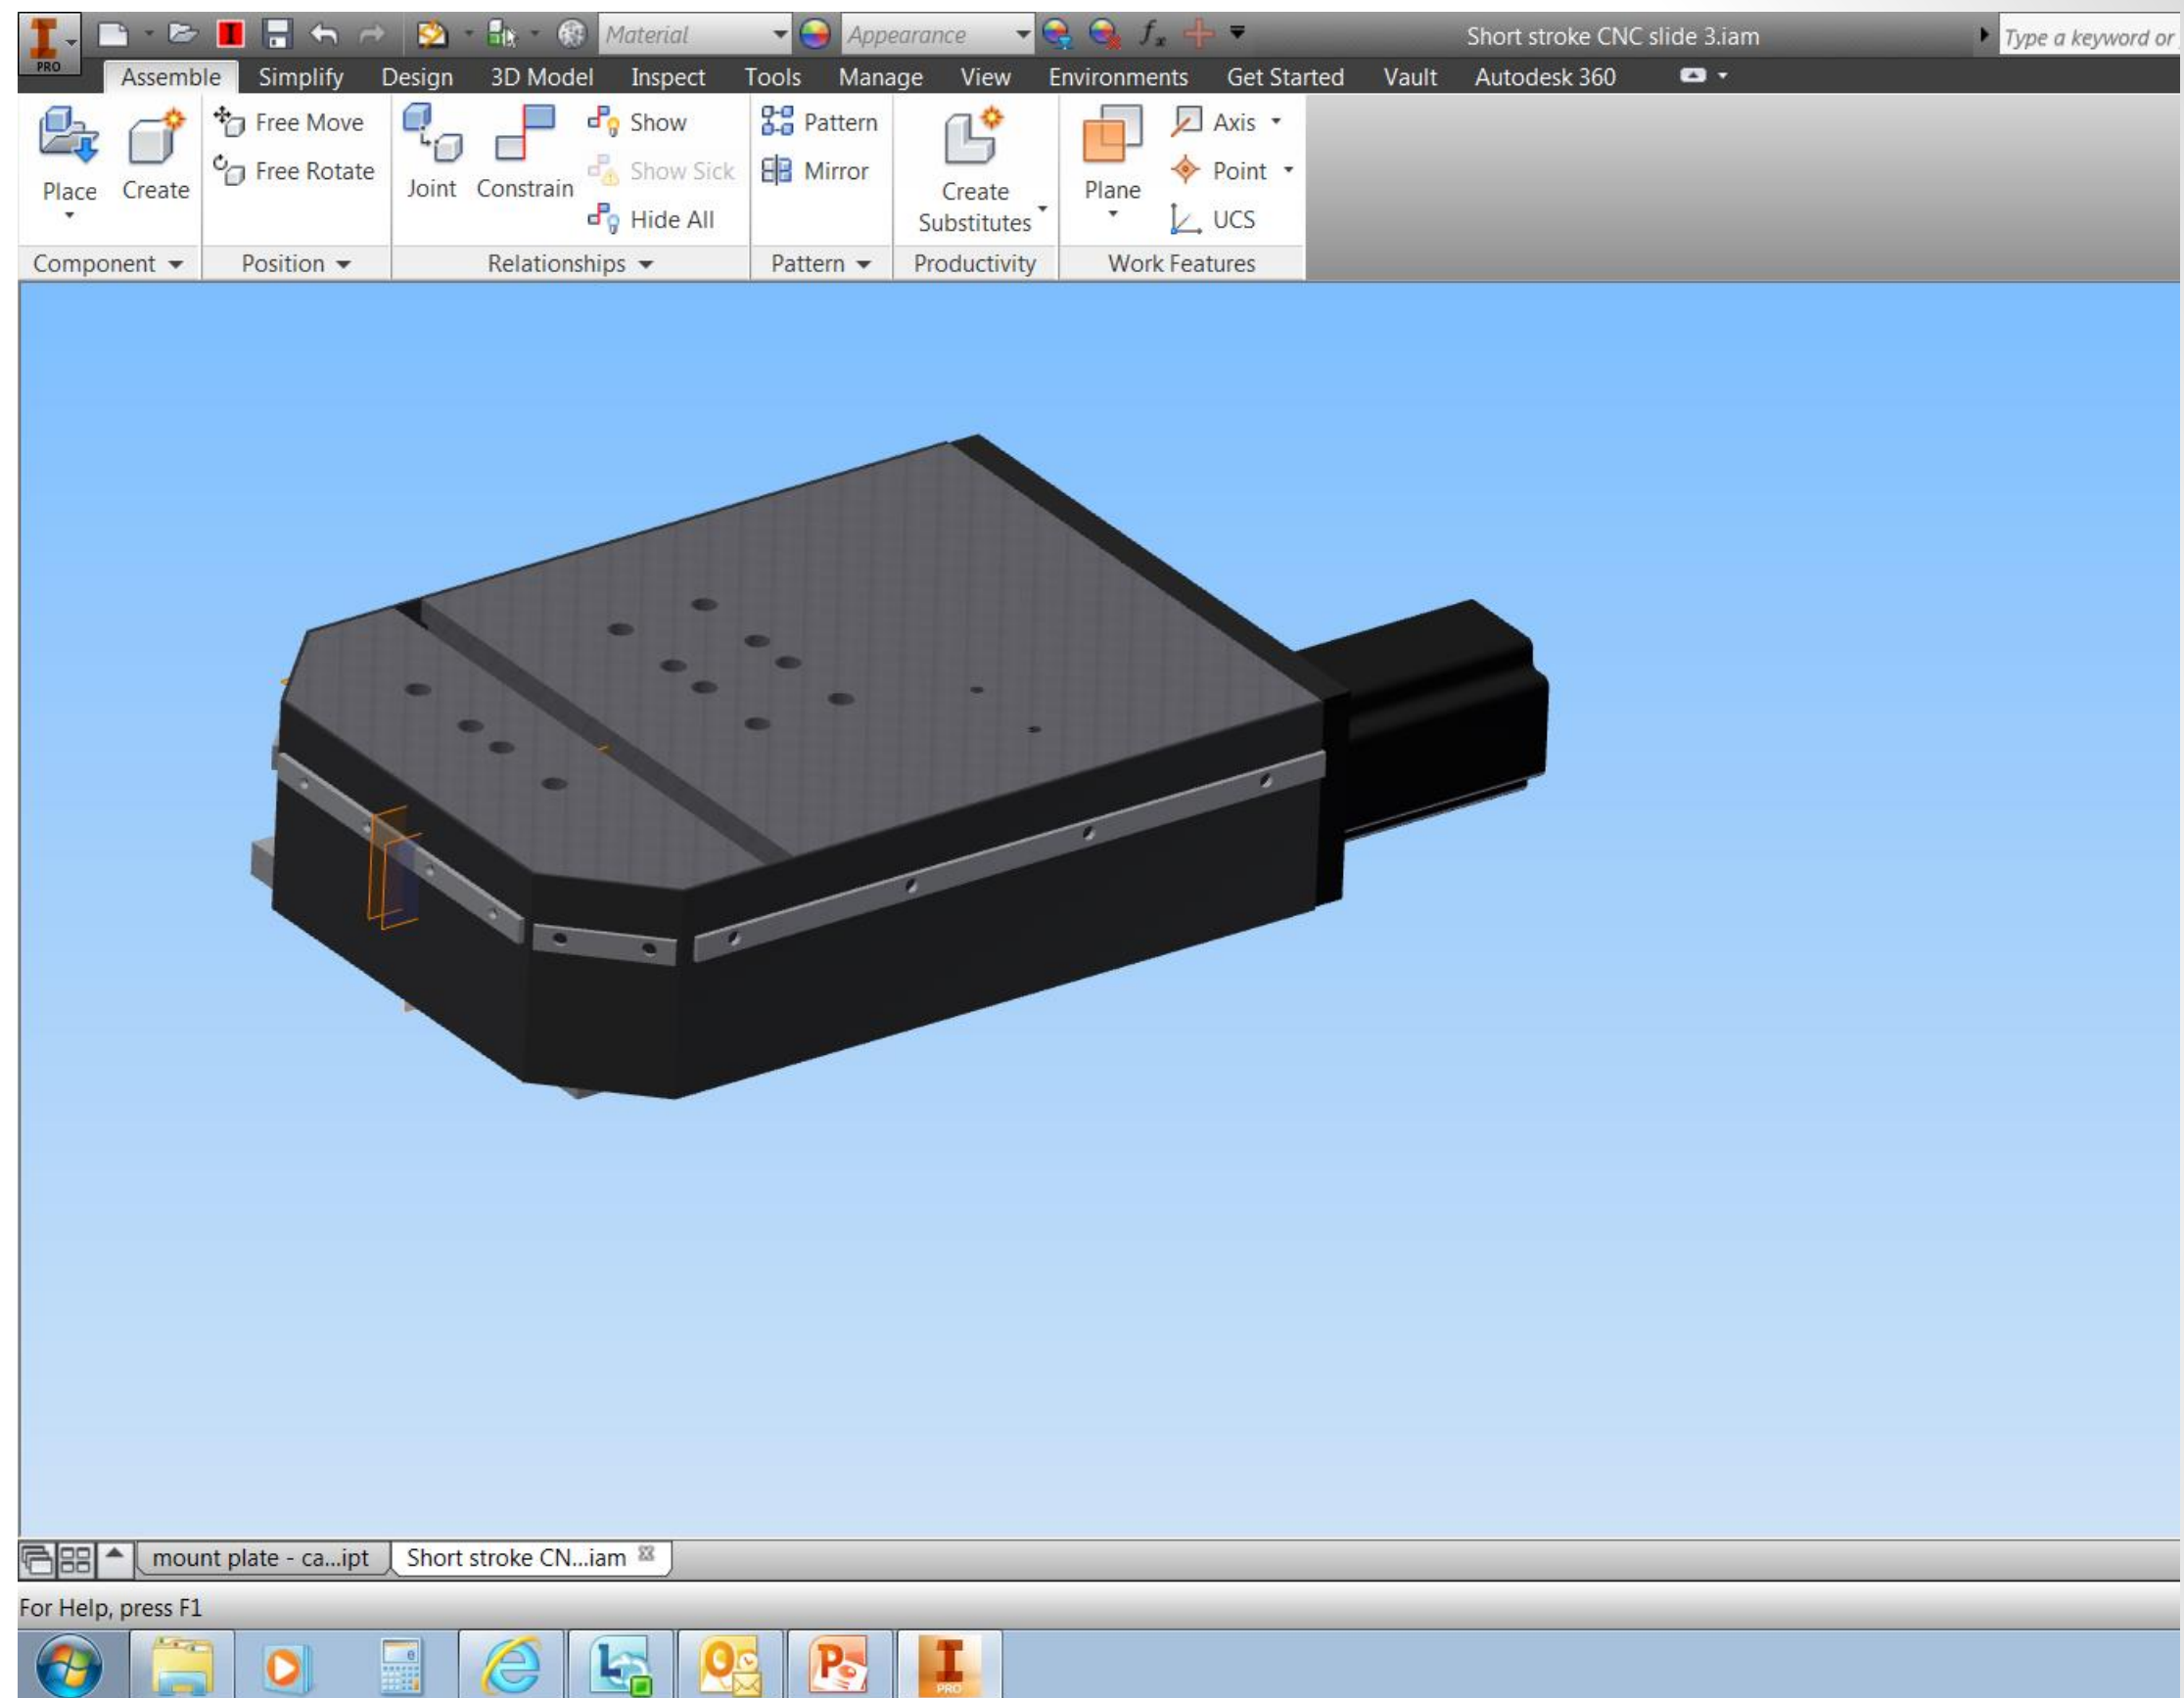 Material Appearance Short stroke CNC slide 3.iam Type a keyword or
PRO
Assemble Simplify Design 3D Model Inspect Tools Manage View Environments Get Started Vault Autodesk 360
Place
Create
Free Move
Free Rotate
Joint
Constrain
Show
Show Sick
Hide All
Pattern
Mirror
Create
Substitutes
Plane
Axis
Point
UCS
Component Position Relationships Pattern Productivity Work Features
mount plate - ca...ipt Short stroke CN...iam
For Help, press F1
PRO